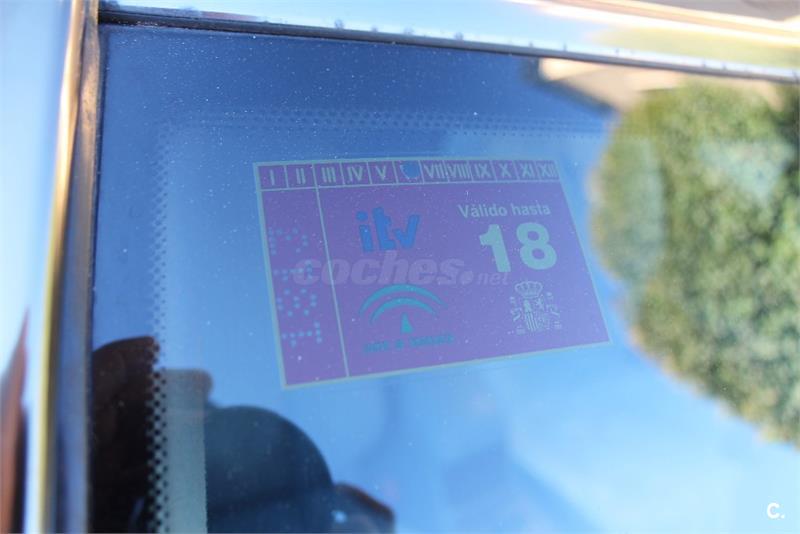 I II III IV V VII VIII IX X XI XII
itv
Válido hasta
18
coches.net
C.